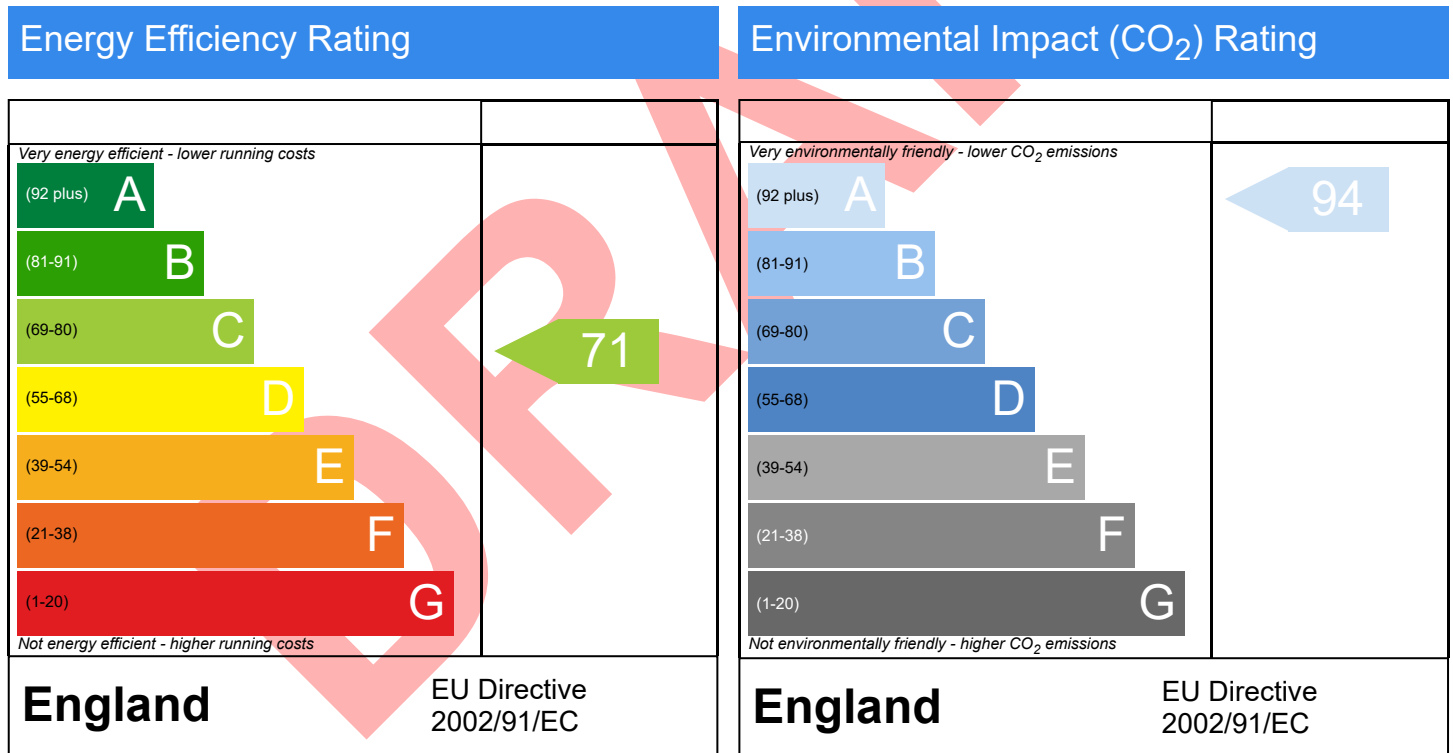 Energy Efficiency Rating
Very energy efficient - lower running costs
(92 plus) A
(81-91) B
(69-80) C
71
(55-68) D
(39-54) E
(21-38) F
(1-20) G
Not energy efficient - higher running costs
England
EU Directive
2002/91/EC
Environmental Impact (CO₂) Rating
Very environmentally friendly - lower CO₂ emissions
(92 plus) A
94
(81-91) B
(69-80) C
(55-68) D
(39-54) E
(21-38) F
(1-20) G
Not environmentally friendly - higher CO₂ emissions
England
EU Directive
2002/91/EC